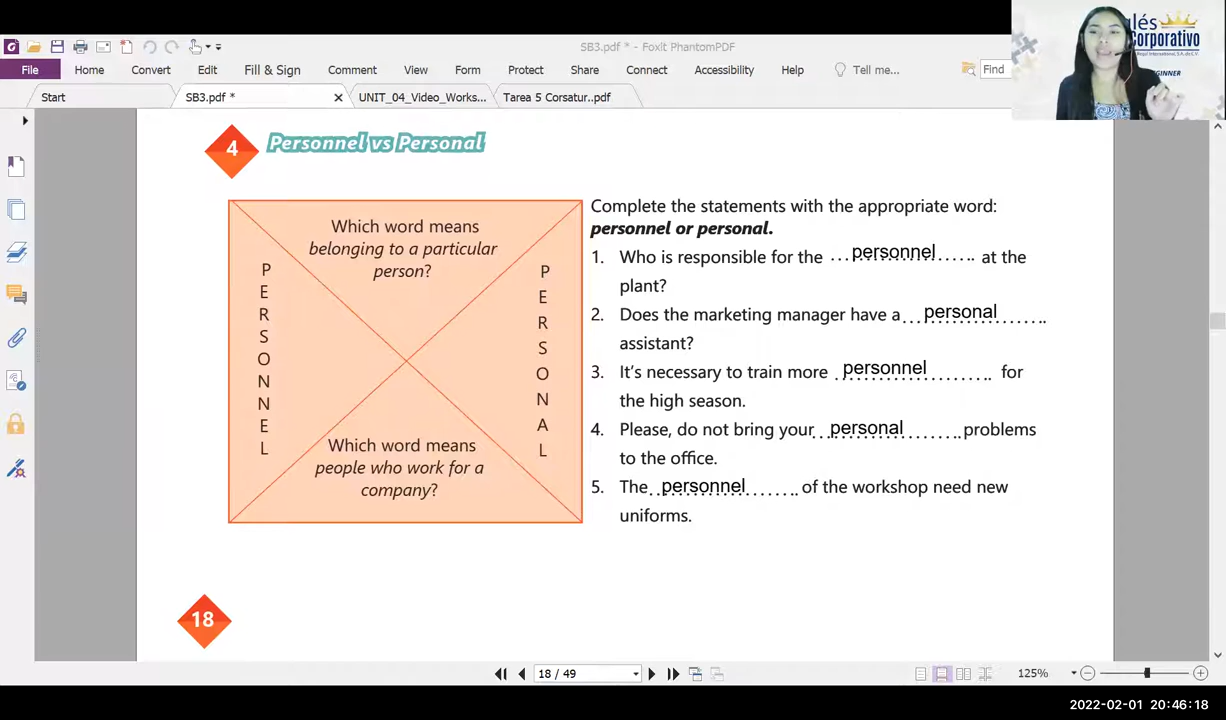 SB3.pdf * - Foxit PhantomPDF
File Home Convert Edit Fill & Sign Comment View Form Protect Share Connect Accessibility Help Tell me... Find
Start SB3.pdf * UNIT_04_Video_Works... Tarea 5 Corsatur..pdf
lés
Corporativo
4 Personnel vs Personal
Which word means
belonging to a particular
person?
PERSONNEL
PERSONAL
Which word means
people who work for a
company?
Complete the statements with the appropriate word:
personnel or personal.
1. Who is responsible for the ...personnel...... at the
plant?
2. Does the marketing manager have a ...personal......
assistant?
3. It's necessary to train more ...personnel...... for
the high season.
4. Please, do not bring your ...personal...... problems
to the office.
5. The ...personnel...... of the workshop need new
uniforms.
18
18 / 49
125%
2022-02-01 20:46:18